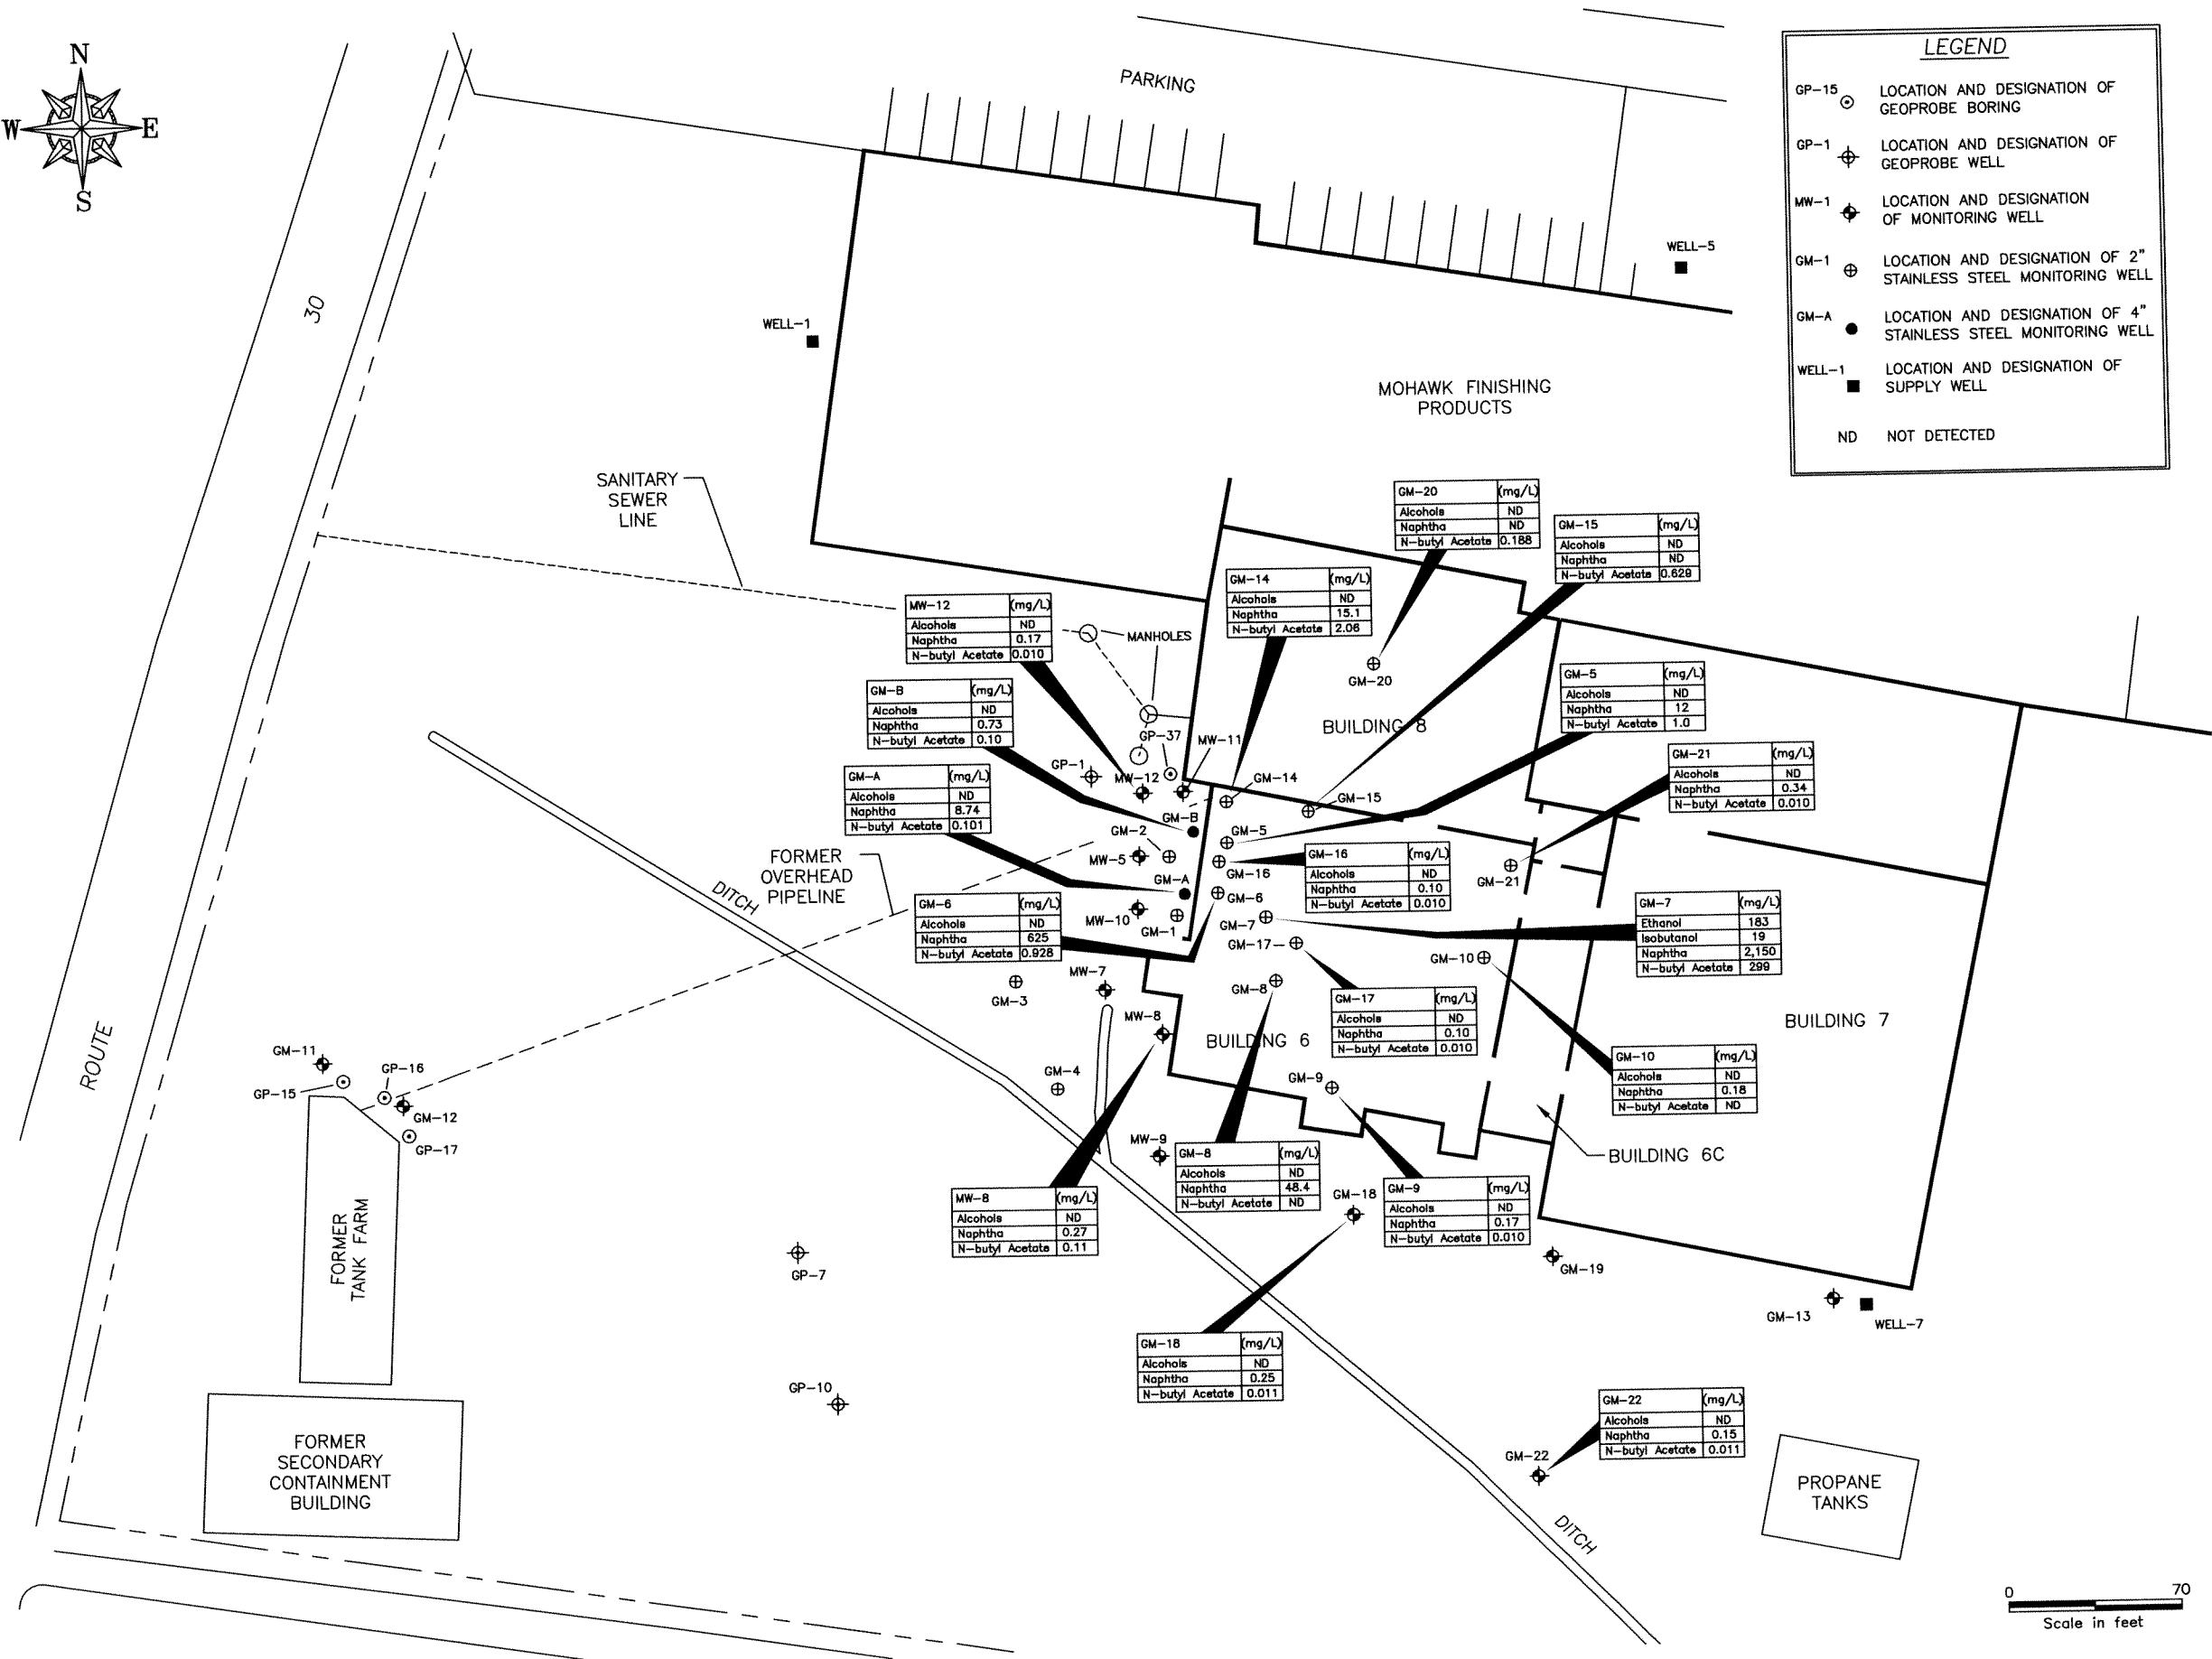 N
W
E
S
PARKING
LEGEND
GP-15 LOCATION AND DESIGNATION OF
GEOPROBE BORING
GP-1 LOCATION AND DESIGNATION OF
GEOPROBE WELL
MW-1 LOCATION AND DESIGNATION
OF MONITORING WELL
GM-1 LOCATION AND DESIGNATION OF 2"
STAINLESS STEEL MONITORING WELL
GM-A LOCATION AND DESIGNATION OF 4"
STAINLESS STEEL MONITORING WELL
WELL-1 LOCATION AND DESIGNATION OF
SUPPLY WELL
ND NOT DETECTED
WELL-5
30
WELL-1
MOHAWK FINISHING
PRODUCTS
SANITARY
SEWER
LINE
GM-20 (mg/L)
Alcohols ND
Naphtha ND
N-butyl Acetate 0.188
GM-15 (mg/L)
Alcohols ND
Naphtha ND
N-butyl Acetate 0.629
GM-14 (mg/L)
Alcohols ND
Naphtha 15.1
N-butyl Acetate 2.06
MW-12 (mg/L)
Alcohols ND
Naphtha 0.17
N-butyl Acetate 0.010
MANHOLES
GM-20
GM-5 (mg/L)
Alcohols ND
Naphtha 12
N-butyl Acetate 1.0
GM-B (mg/L)
Alcohols ND
Naphtha 0.73
N-butyl Acetate 0.10
BUILDING 8
GP-37
MW-11
GM-21 (mg/L)
Alcohols ND
Naphtha 0.34
N-butyl Acetate 0.010
GM-A (mg/L)
Alcohols ND
Naphtha 8.74
N-butyl Acetate 0.101
GP-1
MW-12
GM-14
GM-15
GM-B
GM-2
GM-5
MW-5
FORMER
OVERHEAD
PIPELINE
DITCH
GM-16
GM-16 (mg/L)
Alcohols ND
Naphtha 0.10
N-butyl Acetate 0.010
GM-21
GM-A
GM-6
GM-6 (mg/L)
Alcohols ND
Naphtha 625
N-butyl Acetate 0.928
MW-10
GM-1
GM-7
GM-17
GM-7 (mg/L)
Ethanol 183
Isobutanol 19
Naphtha 2,150
N-butyl Acetate 299
GM-10
MW-7
GM-3
GM-8
GM-17 (mg/L)
Alcohols ND
Naphtha 0.10
N-butyl Acetate 0.010
MW-8
BUILDING 6
BUILDING 7
ROUTE
GM-11
GP-16
GP-15
GM-12
GP-17
GM-4
GM-9
GM-10 (mg/L)
Alcohols ND
Naphtha 0.18
N-butyl Acetate ND
MW-9
GM-8 (mg/L)
Alcohols ND
Naphtha 48.4
N-butyl Acetate ND
BUILDING 6C
MW-8 (mg/L)
Alcohols ND
Naphtha 0.27
N-butyl Acetate 0.11
GM-18
GM-9 (mg/L)
Alcohols ND
Naphtha 0.17
N-butyl Acetate 0.010
FORMER
TANK FARM
GP-7
GM-19
GM-13
WELL-7
GM-18 (mg/L)
Alcohols ND
Naphtha 0.25
N-butyl Acetate 0.011
GP-10
GM-22 (mg/L)
Alcohols ND
Naphtha 0.15
N-butyl Acetate 0.011
FORMER
SECONDARY
CONTAINMENT
BUILDING
GM-22
PROPANE
TANKS
DITCH
0 70
Scale in feet